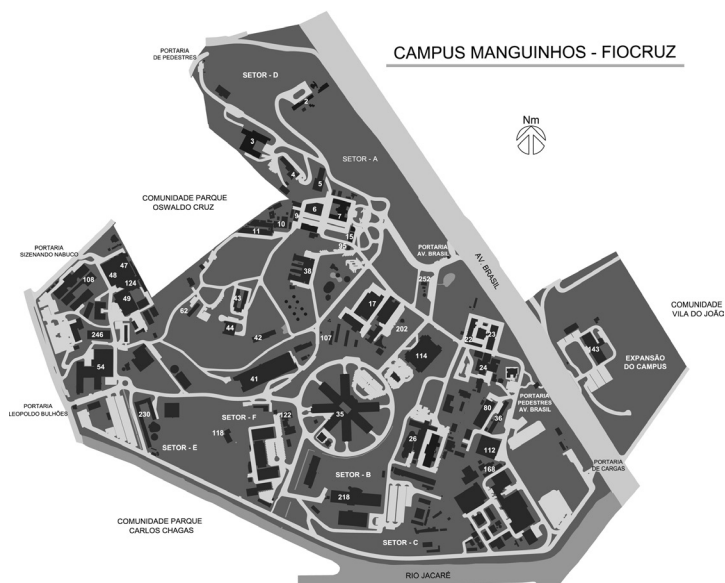 CAMPUS MANGUINHOS - FIOCRUZ
PORTARIA
DE PEDESTRES
SETOR - D
2
Nm
3
SETOR - A
4
5
COMUNIDADE PARQUE
OSWALDO CRUZ
6
7
9
10
11
15
95
PORTARIA
SIZENANDO NABUCO
PORTARIA
AV. BRASIL
AV. BRASIL
47
48
108
124
38
252
49
43
17
COMUNIDADE
VILA DO JOÃO
62
44
42
107
202
22
23
246
143
114
EXPANSÃO
DO CAMPUS
54
24
41
PORTARIA
PEDESTRES
AV. BRASIL
PORTARIA
LEOPOLDO BULHÕES
230
SETOR - F
122
35
80
36
118
26
SETOR - E
112
PORTARIA
DE CARGAS
168
SETOR - B
218
COMUNIDADE PARQUE
CARLOS CHAGAS
SETOR - C
RIO JACARÉ